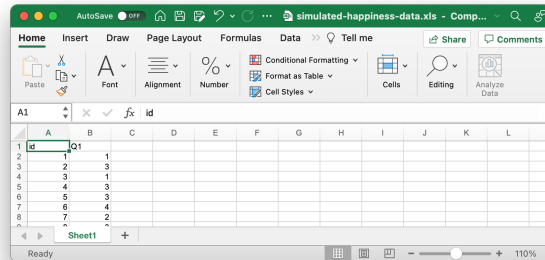 AutoSave OFF ... simulated-happiness-data.xls - Comp...
Home Insert Draw Page Layout Formulas Data >> Tell me Share Comments
Paste Font Alignment Number Conditional Formatting Cells Editing Analyze Data
Format as Table
Cell Styles
A1 fx id
A B C D E F G H I J K L
1 id Q1
2 1 1
3 2 3
4 3 1
5 4 3
6 5 3
7 6 4
8 7 2
Sheet1 +
Ready - + 110%